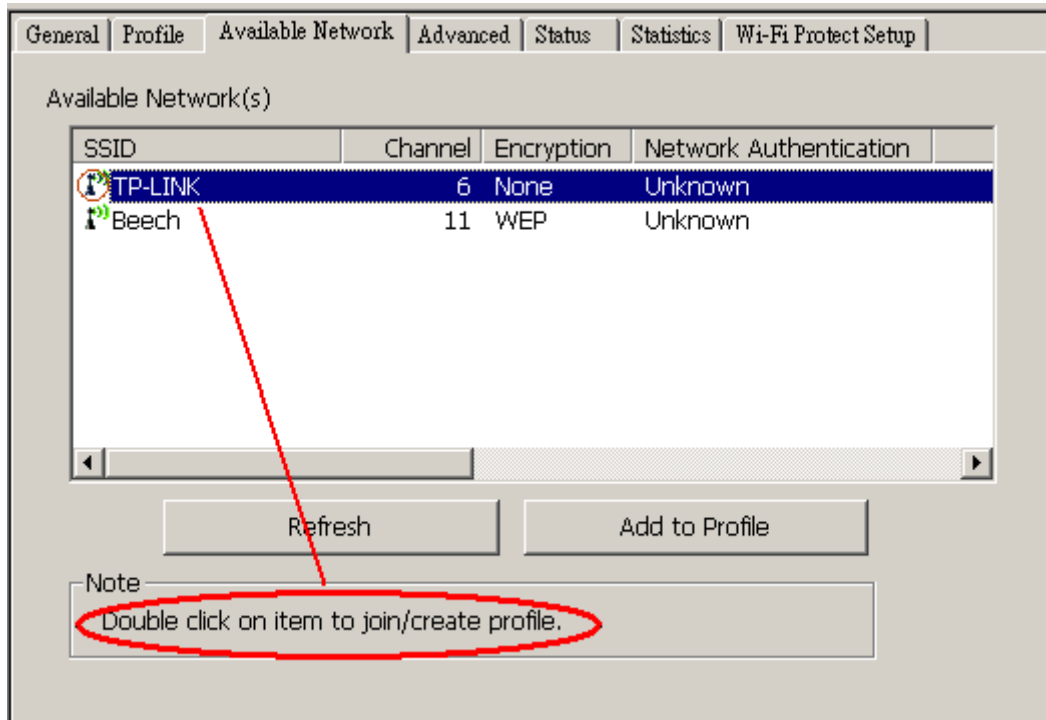 General Profile Available Network Advanced Status Statistics Wi-Fi Protect Setup
Available Network(s)
SSID Channel Encryption Network Authentication
TP-LINK 6 None Unknown
Beech 11 WEP Unknown
Refresh Add to Profile
Note
Double click on item to join/create profile.